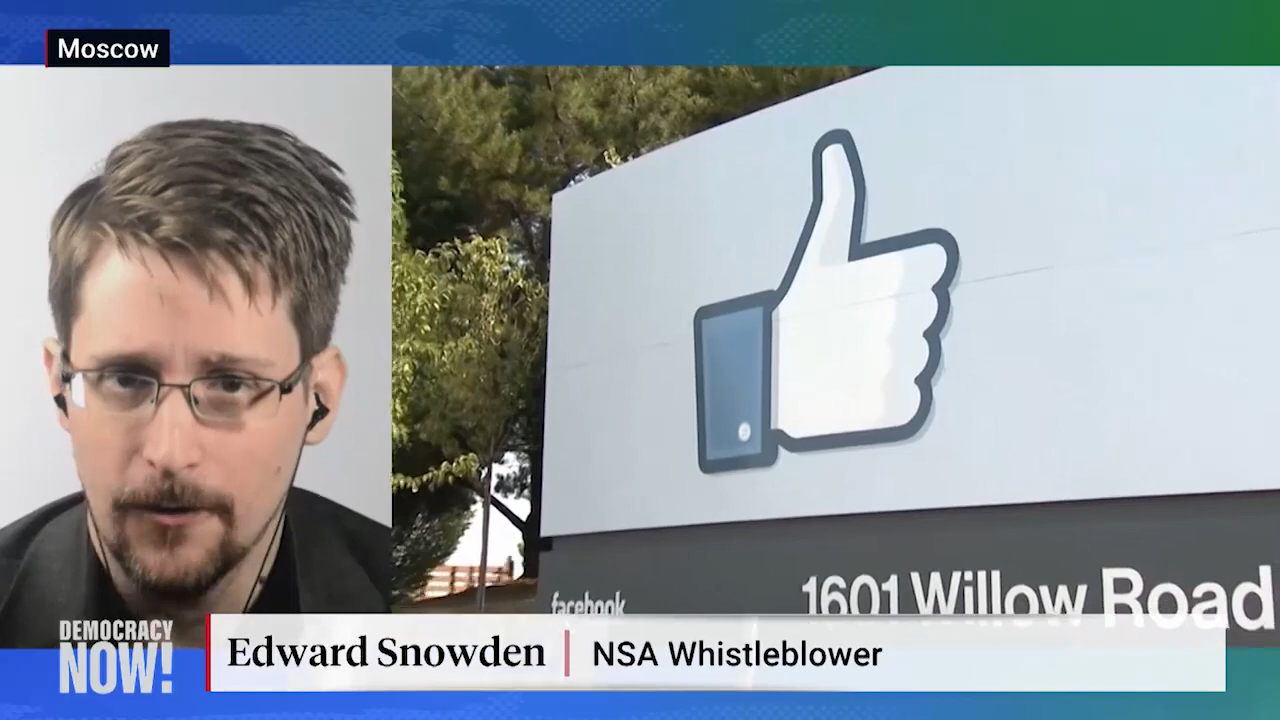 Moscow
facebook
1601 Willow Road
DEMOCRACY
NOW!
Edward Snowden
NSA Whistleblower